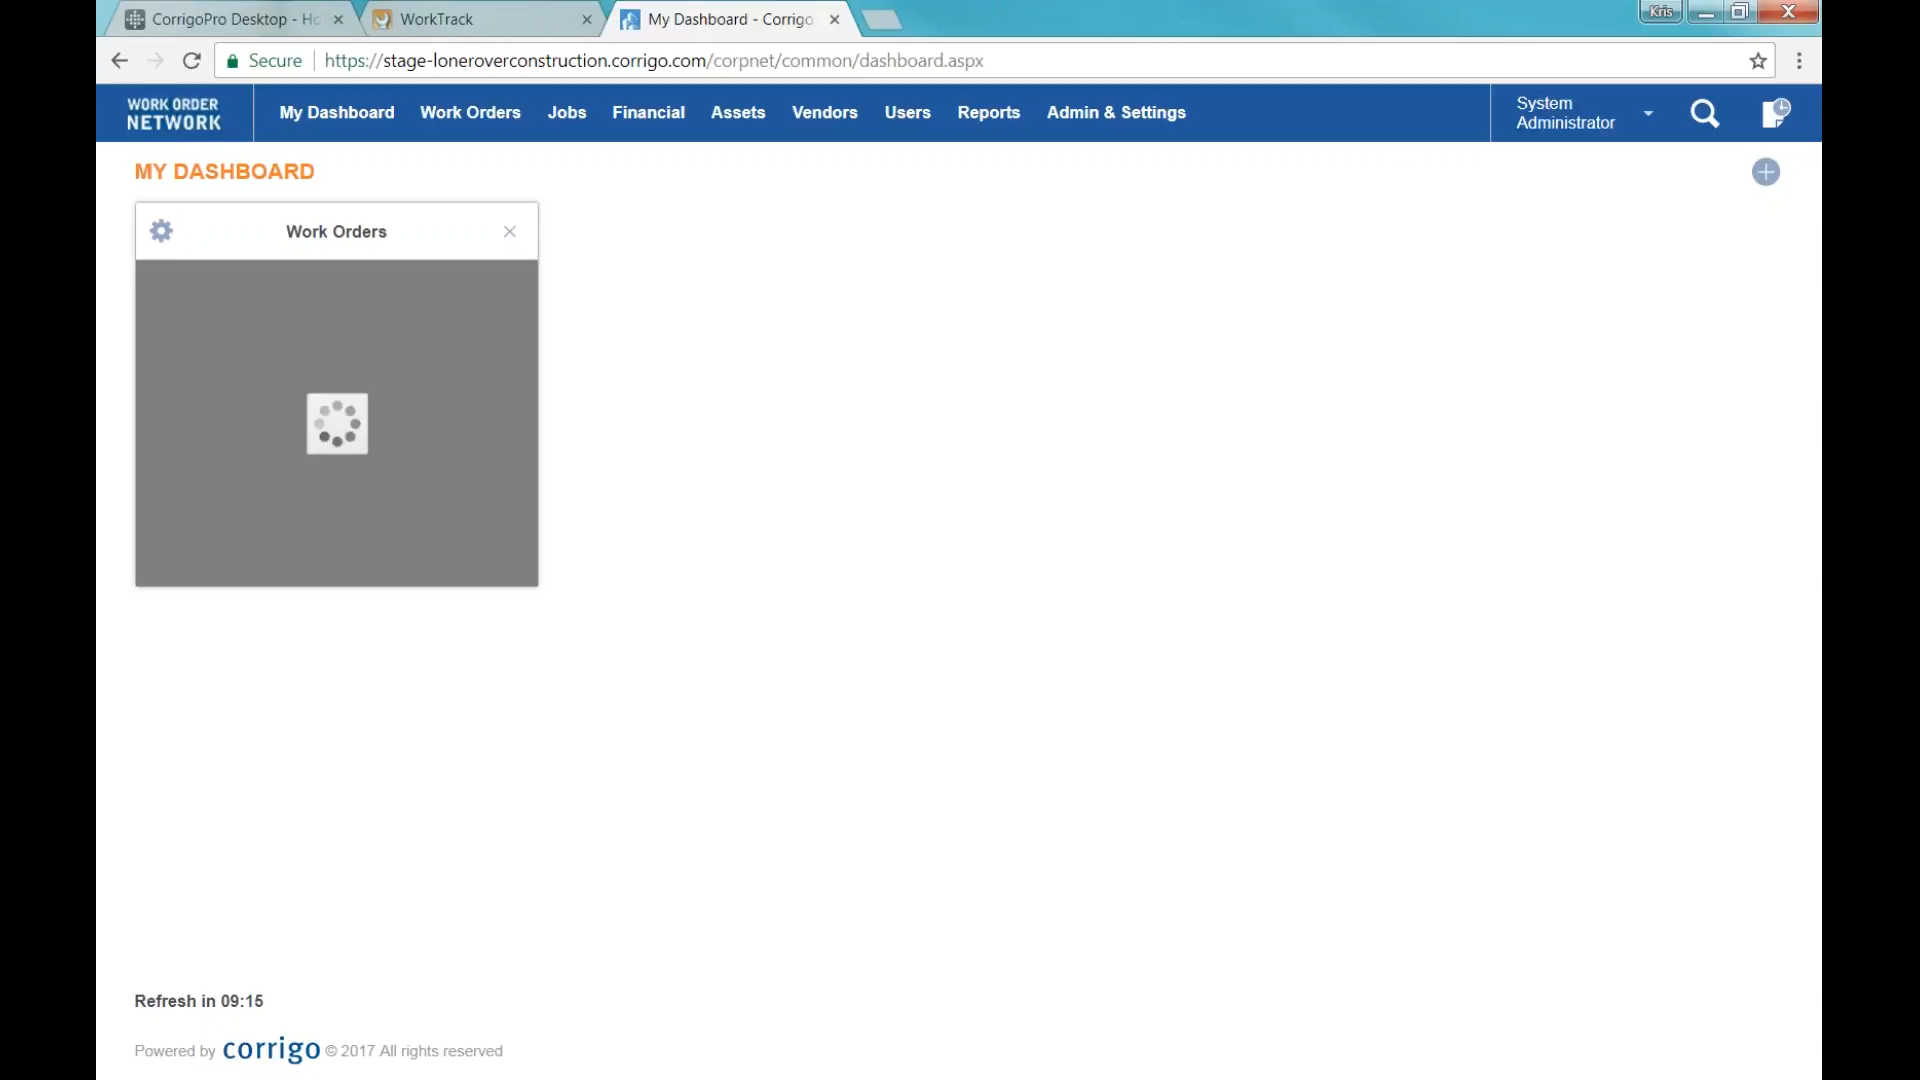 CorrigoPro Desktop - Ho
WorkTrack
My Dashboard - Corrigo
Kris
Secure
https://stage-loneroverconstruction.corrigo.com/corpnet/common/dashboard.aspx
WORK ORDER
NETWORK
My Dashboard
Work Orders
Jobs
Financial
Assets
Vendors
Users
Reports
Admin & Settings
System
Administrator
MY DASHBOARD
Work Orders
Refresh in 09:15
Powered by corrigo © 2017 All rights reserved